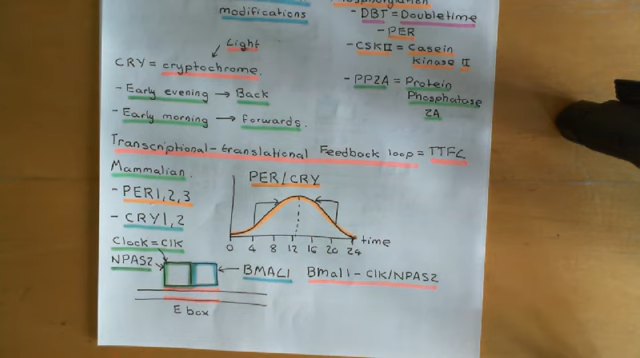 modifications
Phosphorylation
- DBT = Doubletime
- PER
- CSKII = Casein
kinase II
- PP2A = Protein
Phosphatase
2A
Light
CRY = cryptochrome.
- Early evening → Back
- Early morning → Forwards.
Transcriptional-translational Feedback loop = TTFL
Mammalian
- PER1,2,3
- CRY1,2
PER/CRY
0 4 8 12 16 20 24
time
Clock = Clk
NPAS2
BMAL1
Bmal1 - Clk/NPAS2
E box